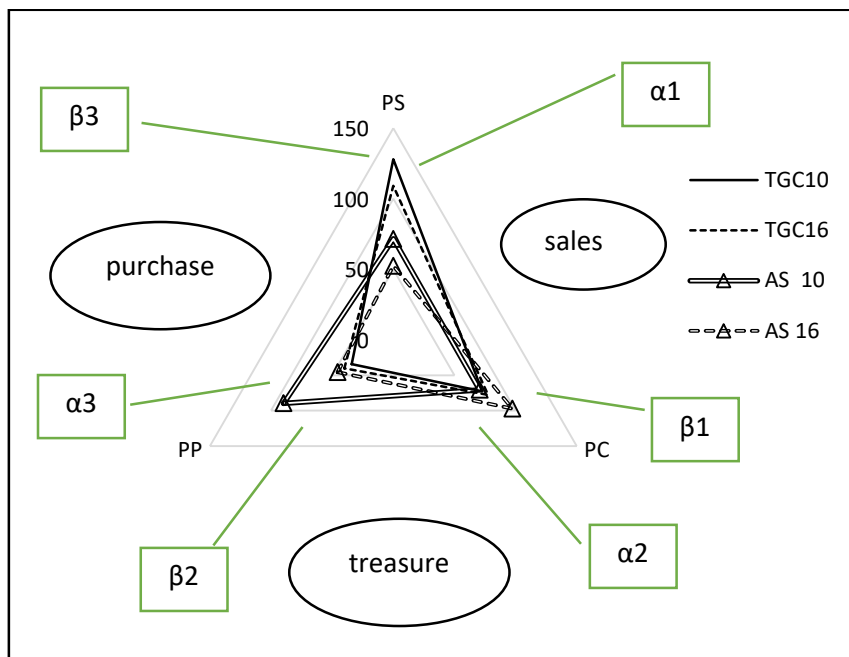 PS
α1
β3
150
TGC10
100
TGC16
sales
purchase
50
AS 10
0
AS 16
α3
β1
PP
PC
α2
treasure
β2